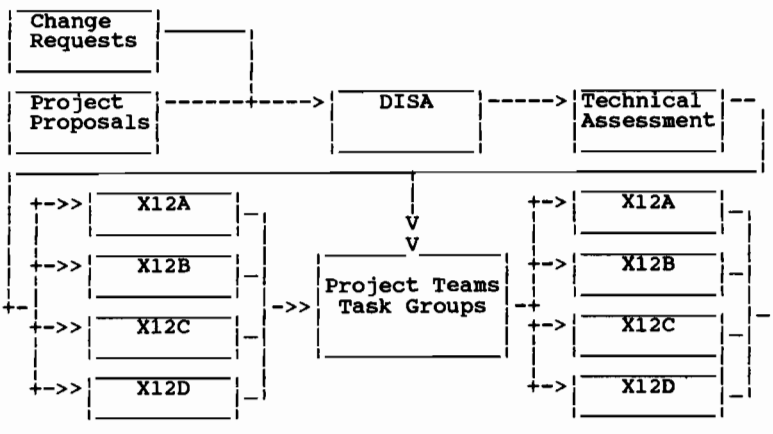 Change
Requests
Project
Proposals
DISA
Technical
Assessment
X12A
X12B
X12C
X12D
V
V
Project Teams
Task Groups
X12A
X12B
X12C
X12D